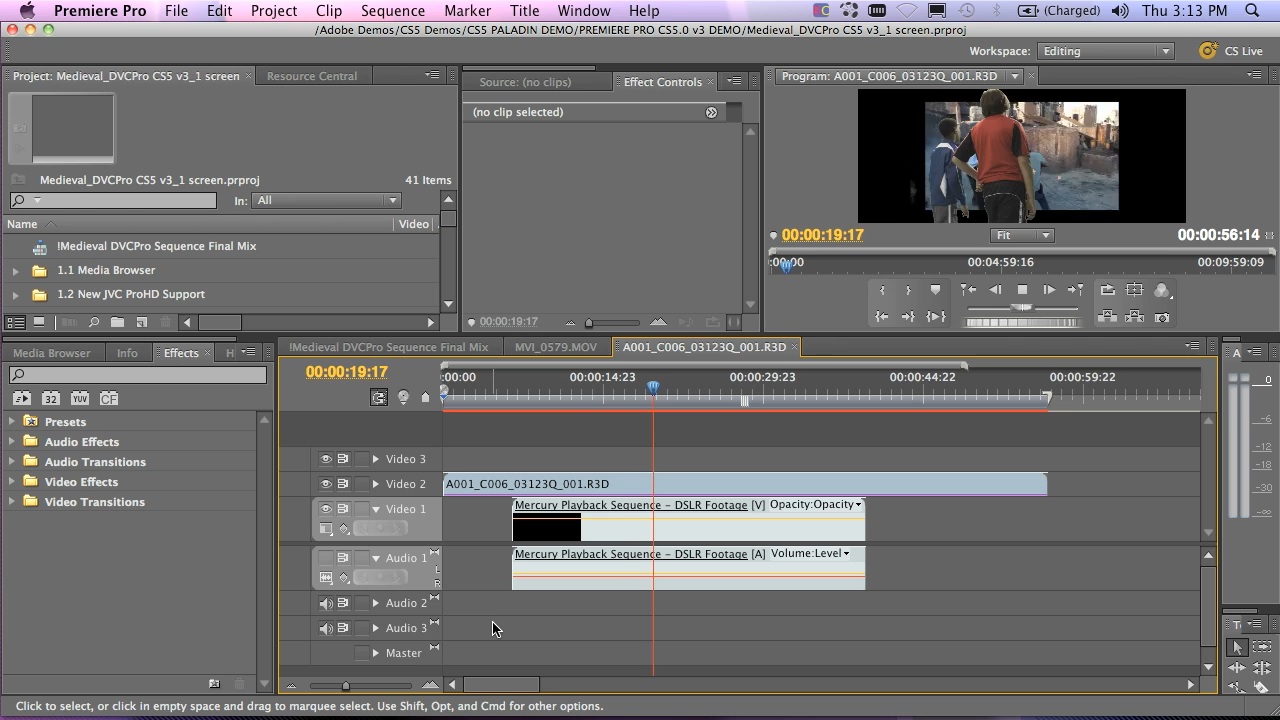 Premiere Pro File Edit Project Clip Sequence Marker Title Window Help (Charged) Thu 3:13 PM
/Adobe Demos/CS5 Demos/CS5 PALADIN DEMO/PREMIERE PRO CS5.0 v3 DEMO/Medieval_DVCPro CS5 v3_1 screen.prproj
Workspace: Editing CS Live
Project: Medieval_DVCPro CS5 v3_1 screen Resource Central
Source: (no clips) Effect Controls
Program: A001_C006_03123Q_001.R3D
(no clip selected)
Medieval_DVCPro CS5 v3_1 screen.prproj 41 Items
In: All
Name Video
!Medieval DVCPro Sequence Final Mix
1.1 Media Browser
1.2 New JVC ProHD Support
00:00:19:17
00:00:19:17 Fit 00:00:56:14
:00:00 00:04:59:16 00:09:59:09
Media Browser Info Effects H
32 YUV CF
Presets
Audio Effects
Audio Transitions
Video Effects
Video Transitions
!Medieval DVCPro Sequence Final Mix MVI_0579.MOV A001_C006_03123Q_001.R3D
00:00:19:17
:00:00 00:00:14:23 00:00:29:23 00:00:44:22 00:00:59:22
Video 3
Video 2 A001_C006_03123Q_001.R3D
Video 1 Mercury Playback Sequence – DSLR Footage [V] Opacity:Opacity
Audio 1 Mercury Playback Sequence – DSLR Footage [A] Volume:Level
L
R
Audio 2
Audio 3
Master
A
0
-6
-12
-18
-30
-∞
T
Click to select, or click in empty space and drag to marquee select. Use Shift, Opt, and Cmd for other options.